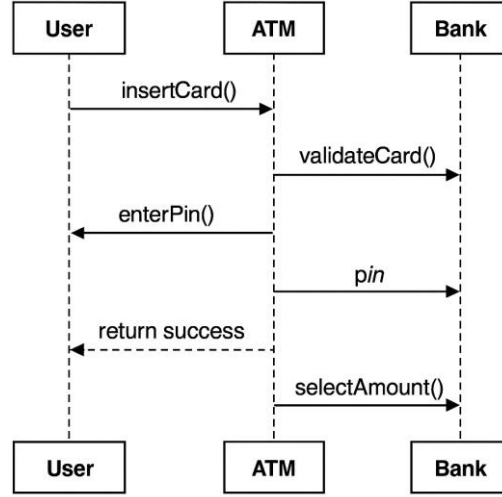 User ATM Bank
insertCard()
validateCard()
enterPin()
pin
return success
selectAmount()
User ATM Bank